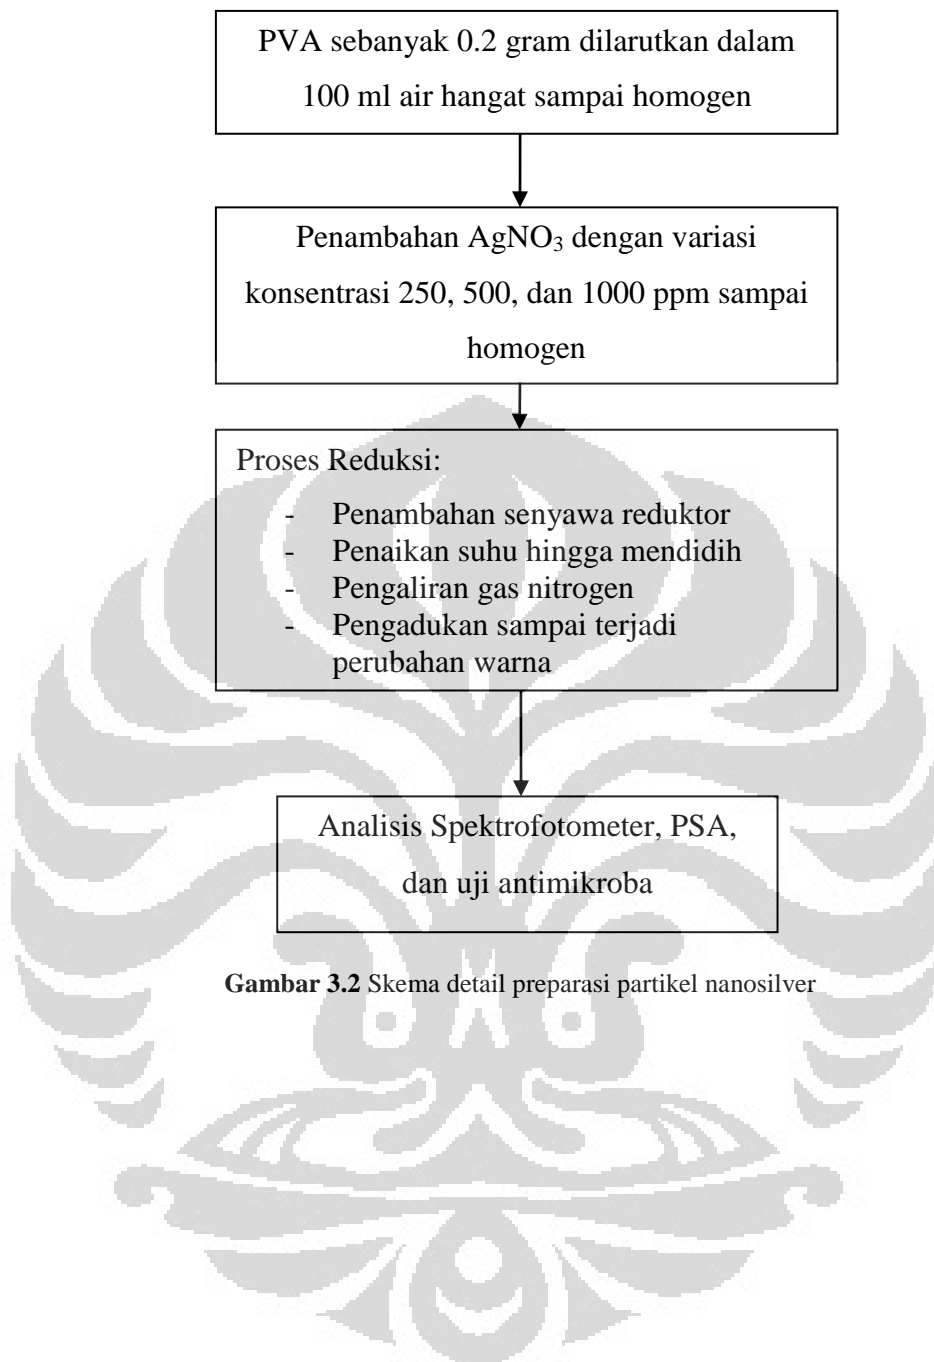 PVA sebanyak 0.2 gram dilarutkan dalam
100 ml air hangat sampai homogen
Penambahan AgNO₃ dengan variasi
konsentrasi 250, 500, dan 1000 ppm sampai
homogen
Proses Reduksi:
- Penambahan senyawa reduktor
- Penaikan suhu hingga mendidih
- Pengaliran gas nitrogen
- Pengadukan sampai terjadi
perubahan warna
Analisis Spektrofotometer, PSA,
dan uji antimikroba
Gambar 3.2 Skema detail preparasi partikel nanosilver